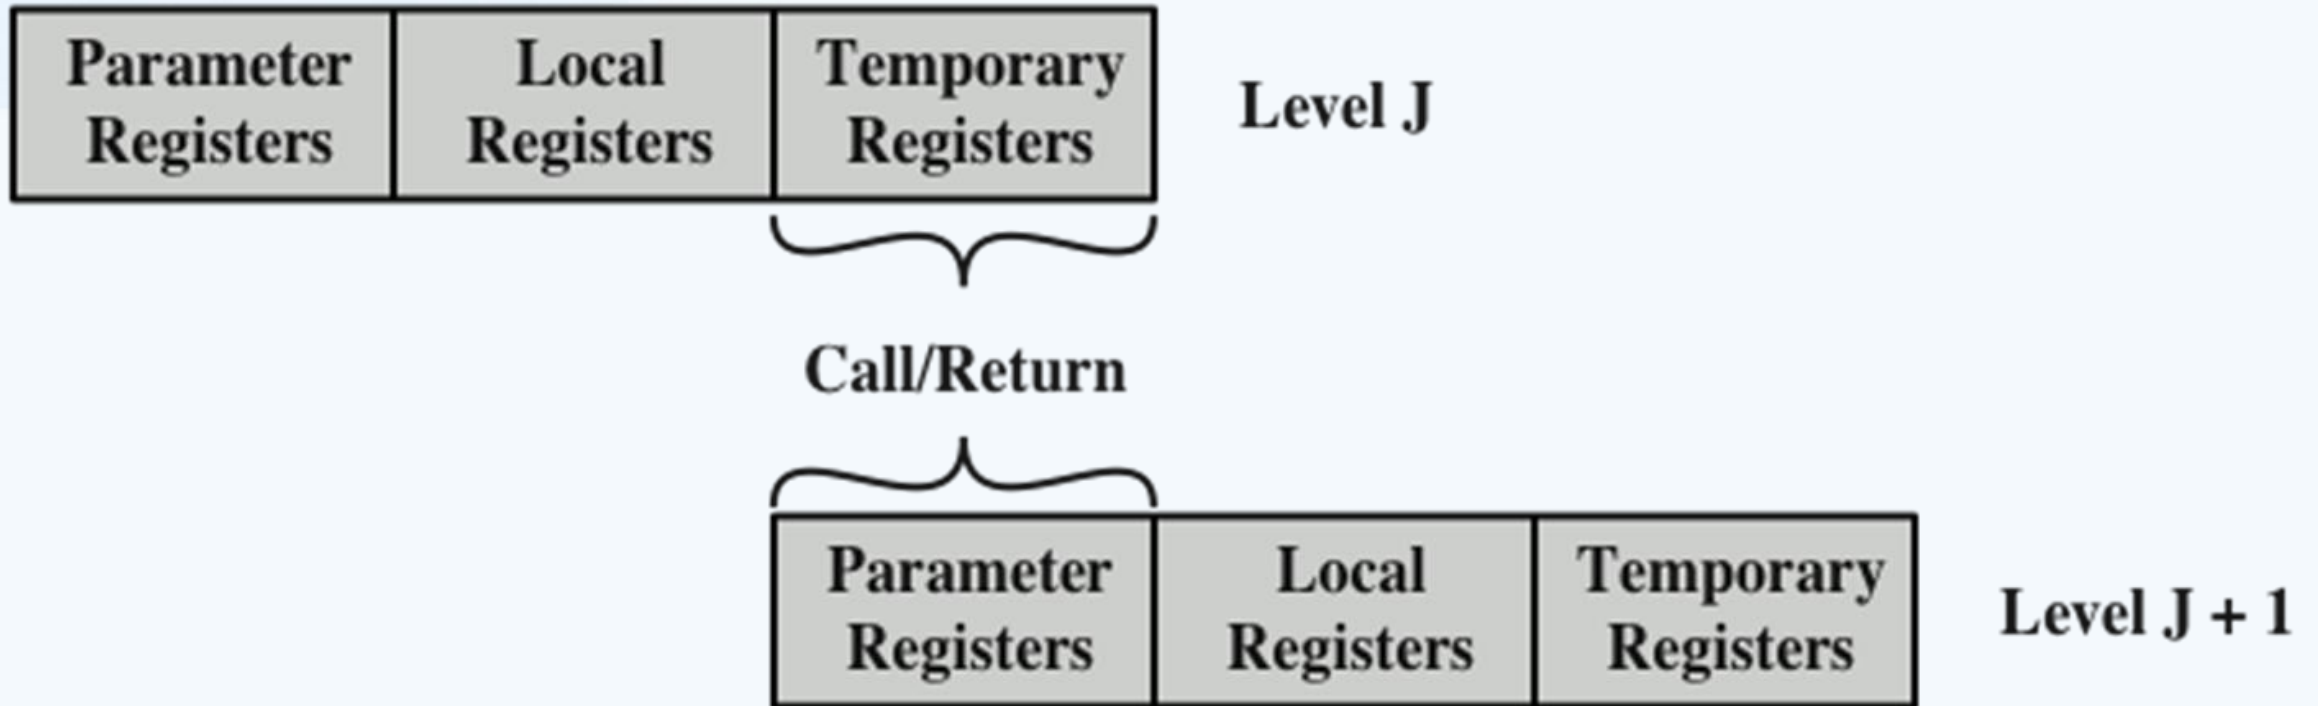 Parameter Local Temporary
Registers Registers Registers
Level J
Call/Return
Parameter Local Temporary
Registers Registers Registers
Level J + 1